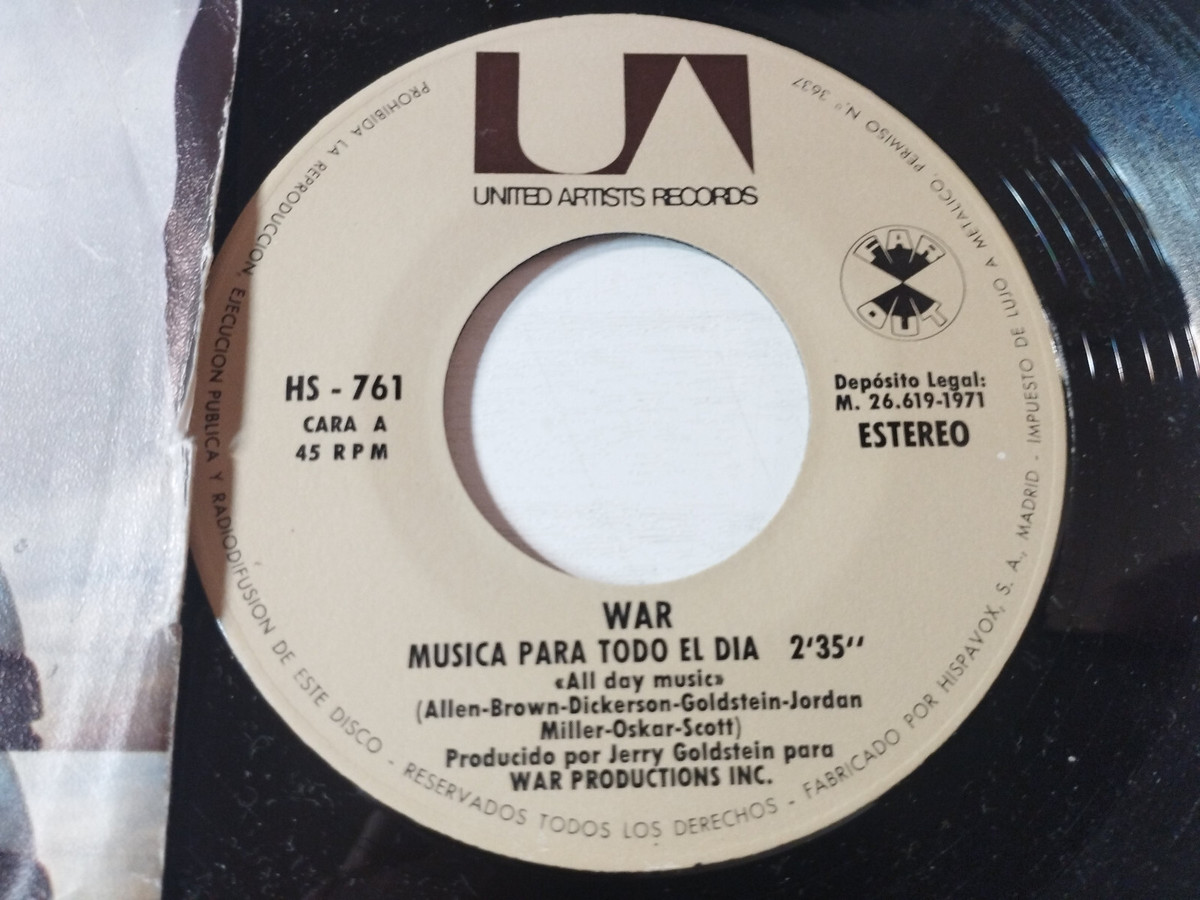 UA
UNITED ARTISTS RECORDS
FAR
OUT
HS - 761
CARA A
45 RPM
Depósito Legal:
M. 26.619-1971
ESTEREO
WAR
MUSICA PARA TODO EL DIA 2'35''
«All day music»
(Allen-Brown-Dickerson-Goldstein-Jordan
Miller-Oskar-Scott)
Producido por Jerry Goldstein para
WAR PRODUCTIONS INC.
PROHIBIDA LA REPRODUCCION, EJECUCION PUBLICA Y RADIODIFUSION DE ESTE DISCO - RESERVADOS TODOS LOS DERECHOS - FABRICADO POR HISPAVOX, S. A., MADRID - IMPUESTO DE LUJO A METALICO, PERMISO N.º 3637